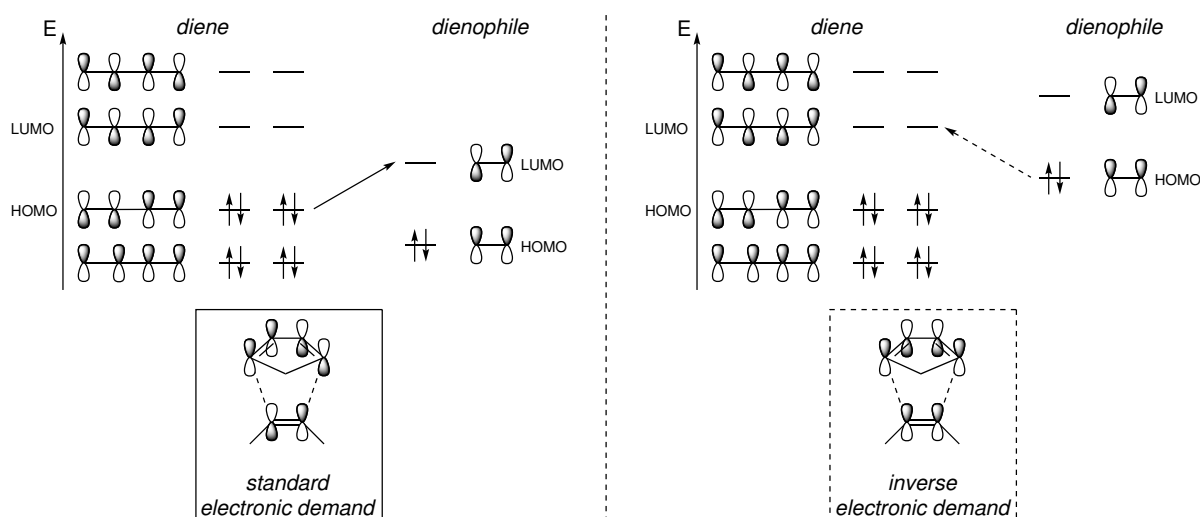 E
diene
dienophile
LUMO
LUMO
HOMO
HOMO
standard
electronic demand
E
diene
dienophile
LUMO
LUMO
HOMO
HOMO
inverse
electronic demand